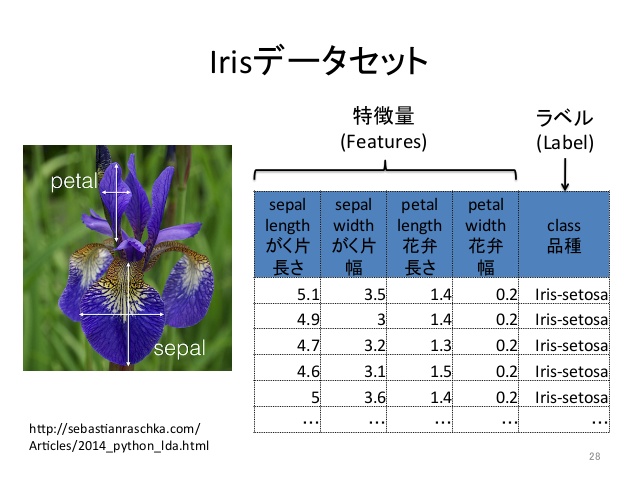 Irisデータセット
特徴量
(Features)
ラベル
(Label)
petal
sepal
sepal length がく片 長さ
sepal width がく片 幅
petal length 花弁 長さ
petal width 花弁 幅
class 品種
5.1 3.5 1.4 0.2 Iris-setosa
4.9 3 1.4 0.2 Iris-setosa
4.7 3.2 1.3 0.2 Iris-setosa
4.6 3.1 1.5 0.2 Iris-setosa
5 3.6 1.4 0.2 Iris-setosa
… … … … …
http://sebastianraschka.com/
Articles/2014_python_lda.html
28